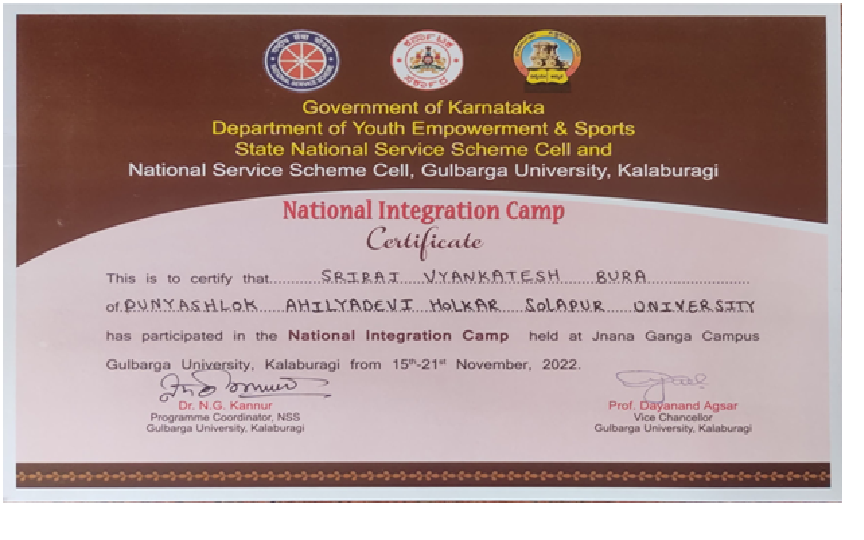 Government of Karnataka
Department of Youth Empowerment & Sports
State National Service Scheme Cell and
National Service Scheme Cell, Gulbarga University, Kalaburagi
National Integration Camp
Certificate
This is to certify that..........SRIRAJ VYANKATESH BURA..........
of PUNYASHLOK AHILYADEVI HOLKAR SOLAPUR UNIVERSITY
has participated in the National Integration Camp held at Jnana Ganga Campus
Gulbarga University, Kalaburagi from 15th-21st November, 2022.
Dr. N.G. Kannur
Programme Coordinator, NSS
Gulbarga University, Kalaburagi
Prof. Dayanand Agsar
Vice Chancellor
Gulbarga University, Kalaburagi